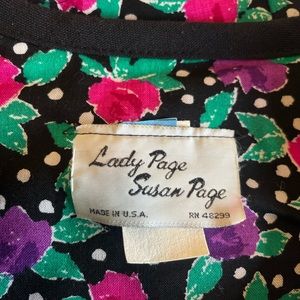 Lady Page
Susan Page
MADE IN U.S.A. RN 48299